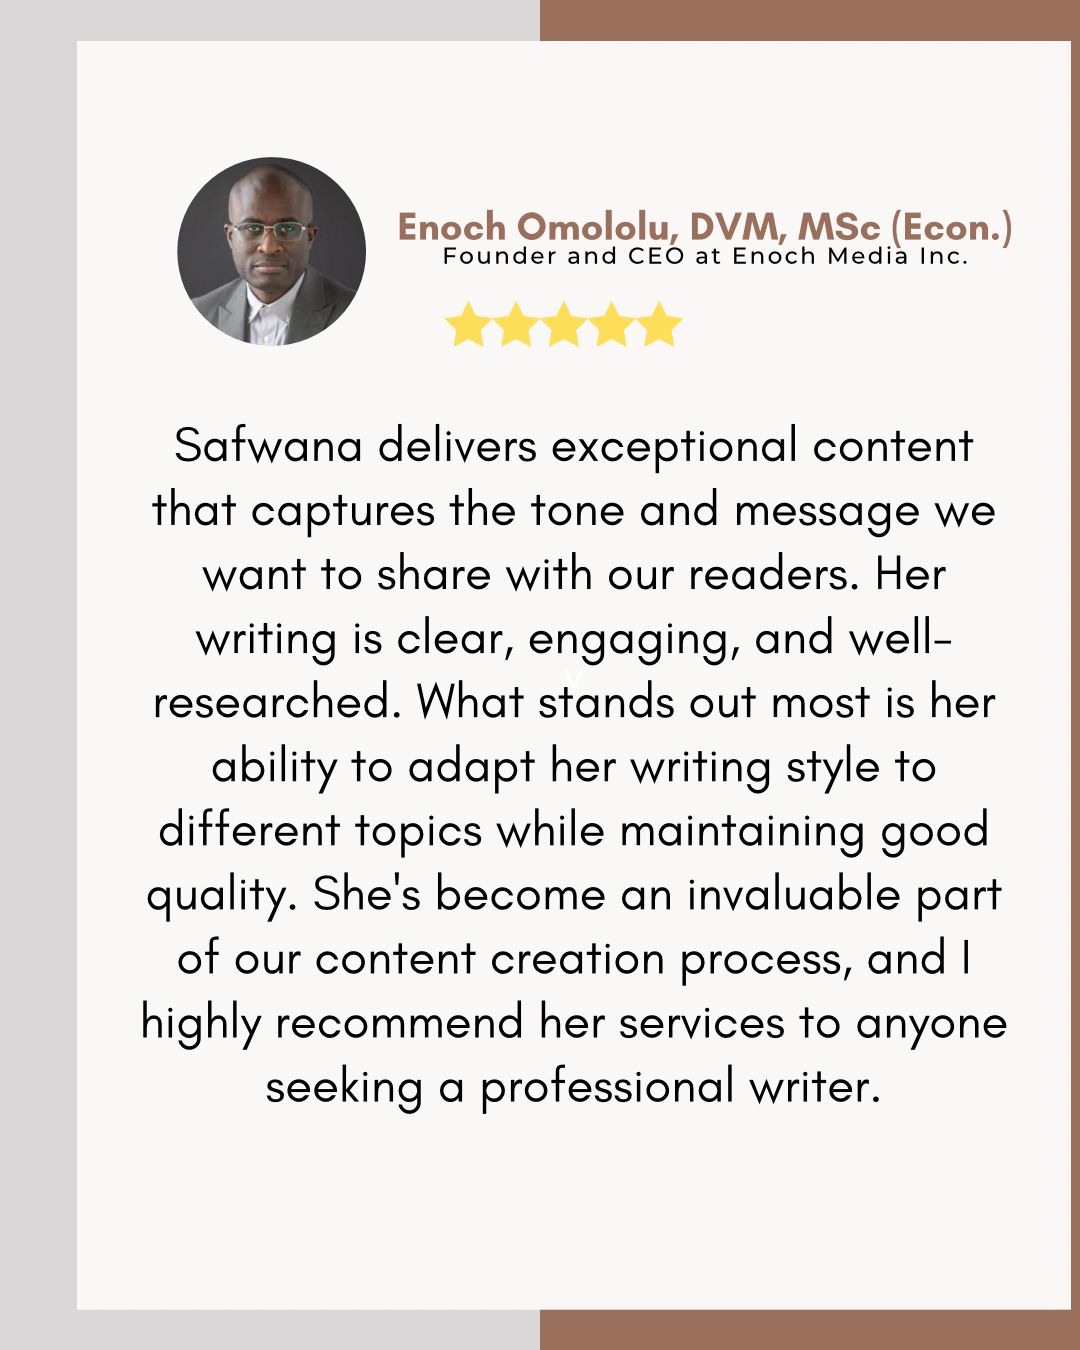 Enoch Omololu, DVM, MSc (Econ.)
Founder and CEO at Enoch Media Inc.
Safwana delivers exceptional content
that captures the tone and message we
want to share with our readers. Her
writing is clear, engaging, and well-
v
researched. What stands out most is her
ability to adapt her writing style to
different topics while maintaining good
quality. She's become an invaluable part
of our content creation process, and I
highly recommend her services to anyone
seeking a professional writer.